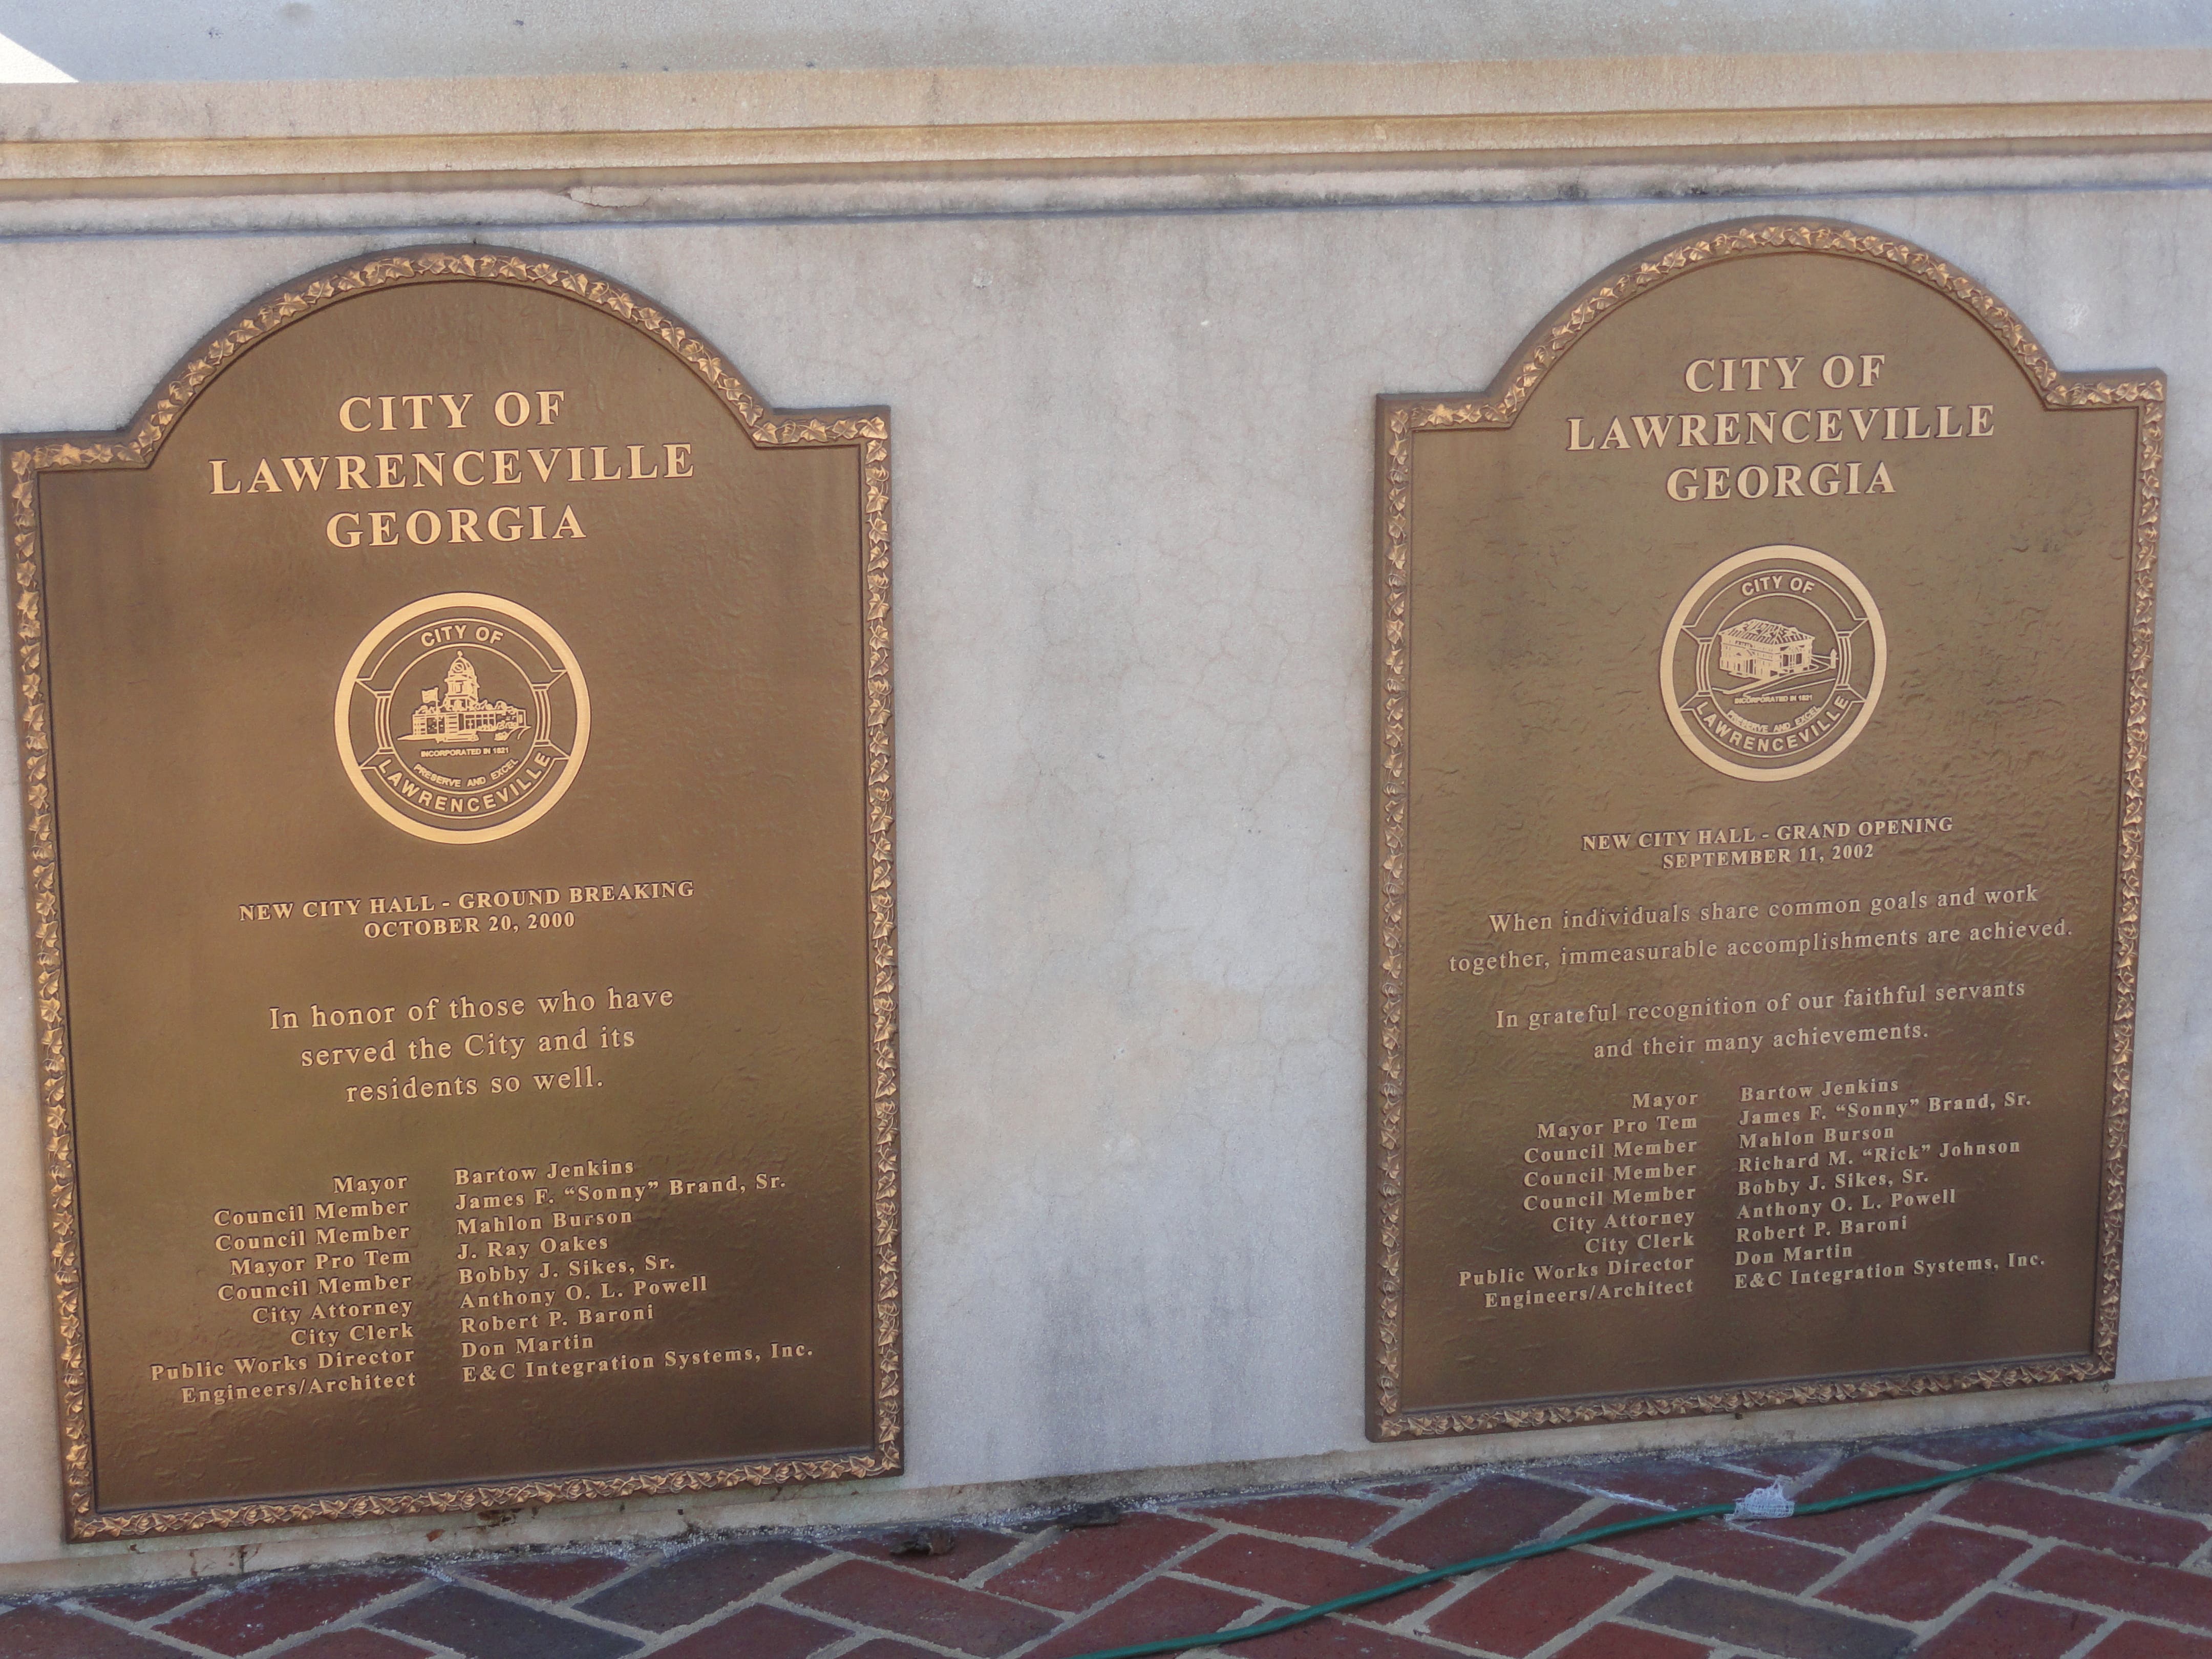 CITY OF
LAWRENCEVILLE
GEORGIA
CITY OF
INCORPORATED IN 1821
PRESERVE AND EXCEL
LAWRENCEVILLE
NEW CITY HALL - GROUND BREAKING
OCTOBER 20, 2000
In honor of those who have
served the City and its
residents so well.
Mayor Bartow Jenkins
Council Member James F. “Sonny” Brand, Sr.
Council Member Mahlon Burson
Mayor Pro Tem J. Ray Oakes
Council Member Bobby J. Sikes, Sr.
City Attorney Anthony O. L. Powell
City Clerk Robert P. Baroni
Public Works Director Don Martin
Engineers/Architect E&C Integration Systems, Inc.
CITY OF
LAWRENCEVILLE
GEORGIA
CITY OF
INCORPORATED IN 1821
PRESERVE AND EXCEL
LAWRENCEVILLE
NEW CITY HALL - GRAND OPENING
SEPTEMBER 11, 2002
When individuals share common goals and work
together, immeasurable accomplishments are achieved.
In grateful recognition of our faithful servants
and their many achievements.
Mayor Bartow Jenkins
Mayor Pro Tem James F. “Sonny” Brand, Sr.
Council Member Mahlon Burson
Council Member Richard M. “Rick” Johnson
Council Member Bobby J. Sikes, Sr.
City Attorney Anthony O. L. Powell
City Clerk Robert P. Baroni
Public Works Director Don Martin
Engineers/Architect E&C Integration Systems, Inc.